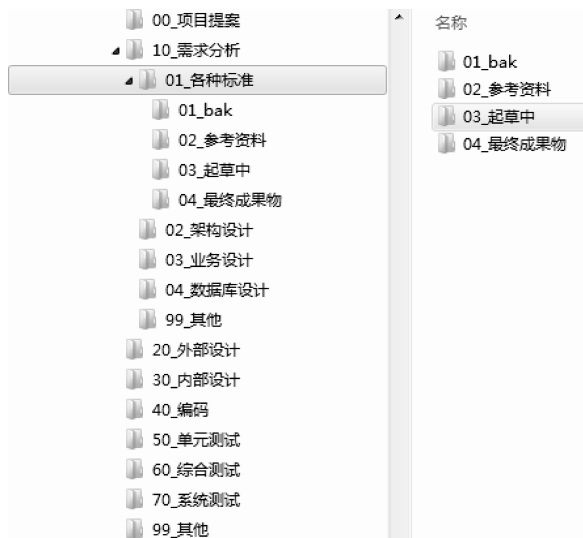 00_项目提案
10_需求分析
01_各种标准
01_bak
02_参考资料
03_起草中
04_最终成果物
02_架构设计
03_业务设计
04_数据库设计
99_其他
20_外部设计
30_内部设计
40_编码
50_单元测试
60_综合测试
70_系统测试
99_其他
名称
01_bak
02_参考资料
03_起草中
04_最终成果物